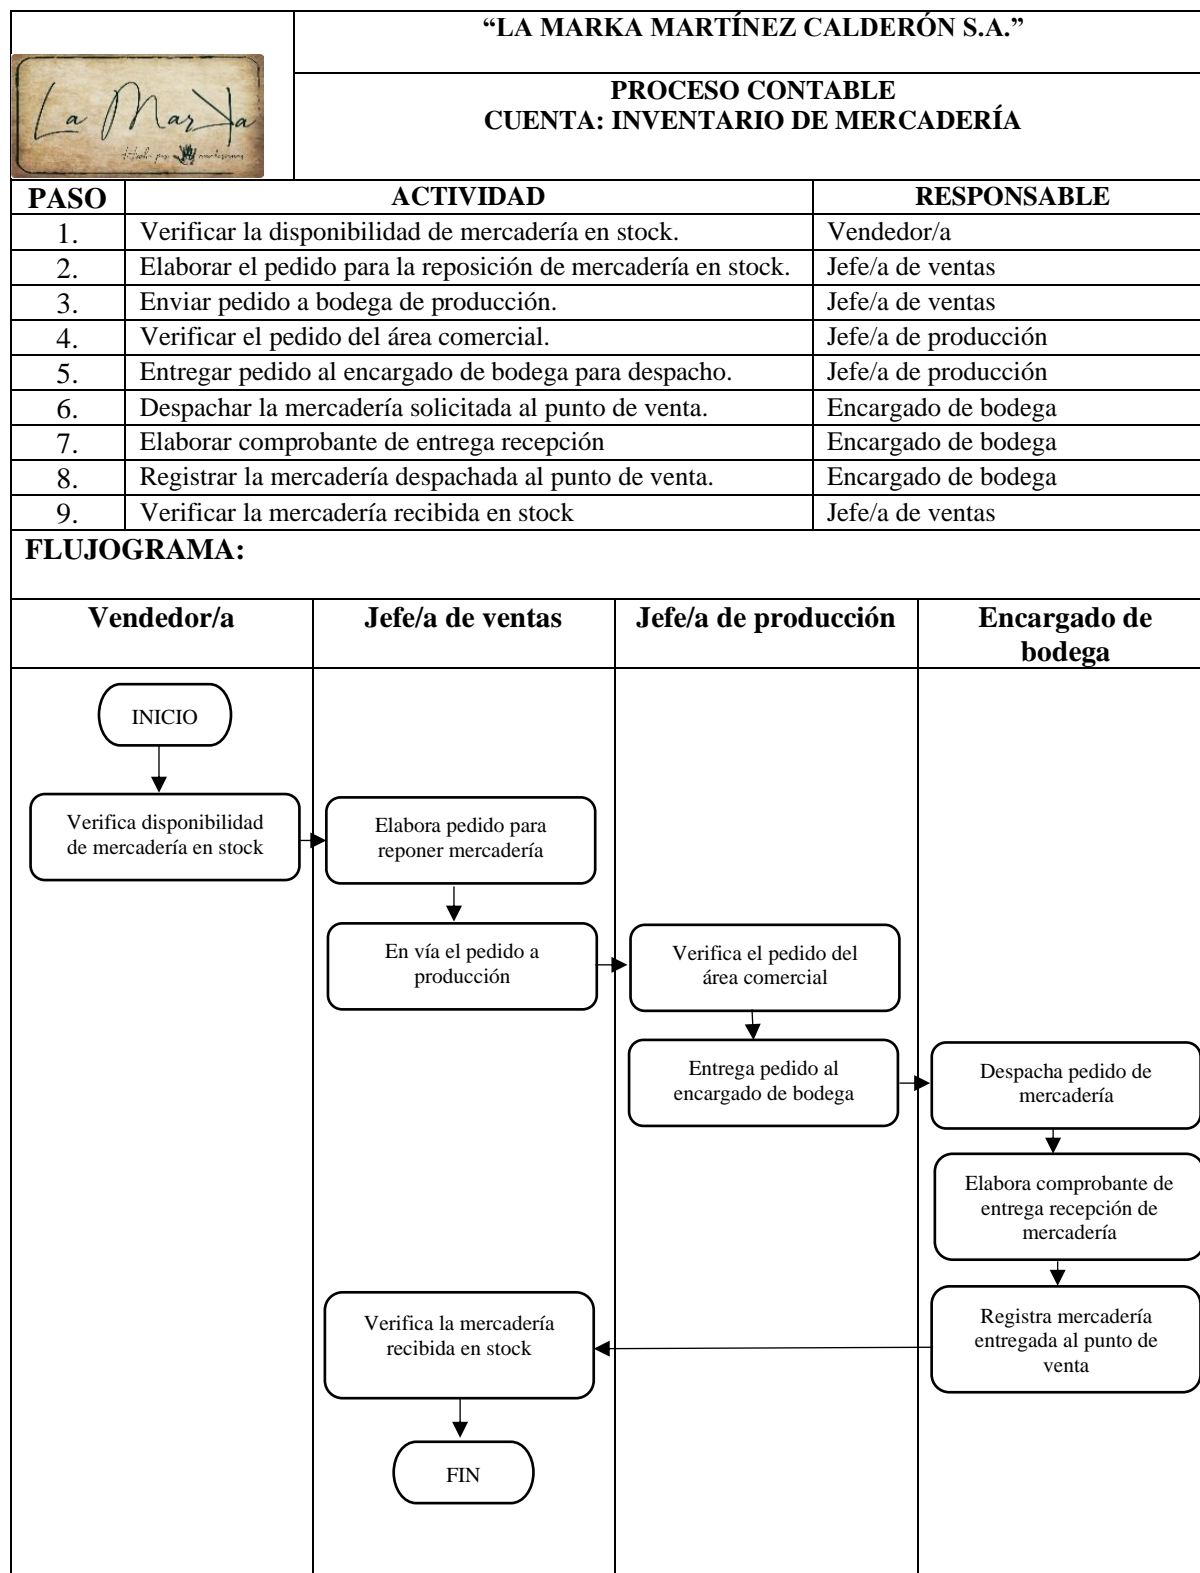 “LA MARKA MARTÍNEZ CALDERÓN S.A.”
La Marka
PROCESO CONTABLE
CUENTA: INVENTARIO DE MERCADERÍA
PASO ACTIVIDAD RESPONSABLE
1. Verificar la disponibilidad de mercadería en stock. Vendedor/a
2. Elaborar el pedido para la reposición de mercadería en stock. Jefe/a de ventas
3. Enviar pedido a bodega de producción. Jefe/a de ventas
4. Verificar el pedido del área comercial. Jefe/a de producción
5. Entregar pedido al encargado de bodega para despacho. Jefe/a de producción
6. Despachar la mercadería solicitada al punto de venta. Encargado de bodega
7. Elaborar comprobante de entrega recepción Encargado de bodega
8. Registrar la mercadería despachada al punto de venta. Encargado de bodega
9. Verificar la mercadería recibida en stock Jefe/a de ventas
FLUJOGRAMA:
Vendedor/a Jefe/a de ventas Jefe/a de producción Encargado de
bodega
INICIO
Verifica disponibilidad
de mercadería en stock
Elabora pedido para
reponer mercadería
En vía el pedido a
producción
Verifica el pedido del
área comercial
Entrega pedido al
encargado de bodega
Despacha pedido de
mercadería
Elabora comprobante de
entrega recepción de
mercadería
Registra mercadería
entregada al punto de
venta
Verifica la mercadería
recibida en stock
FIN